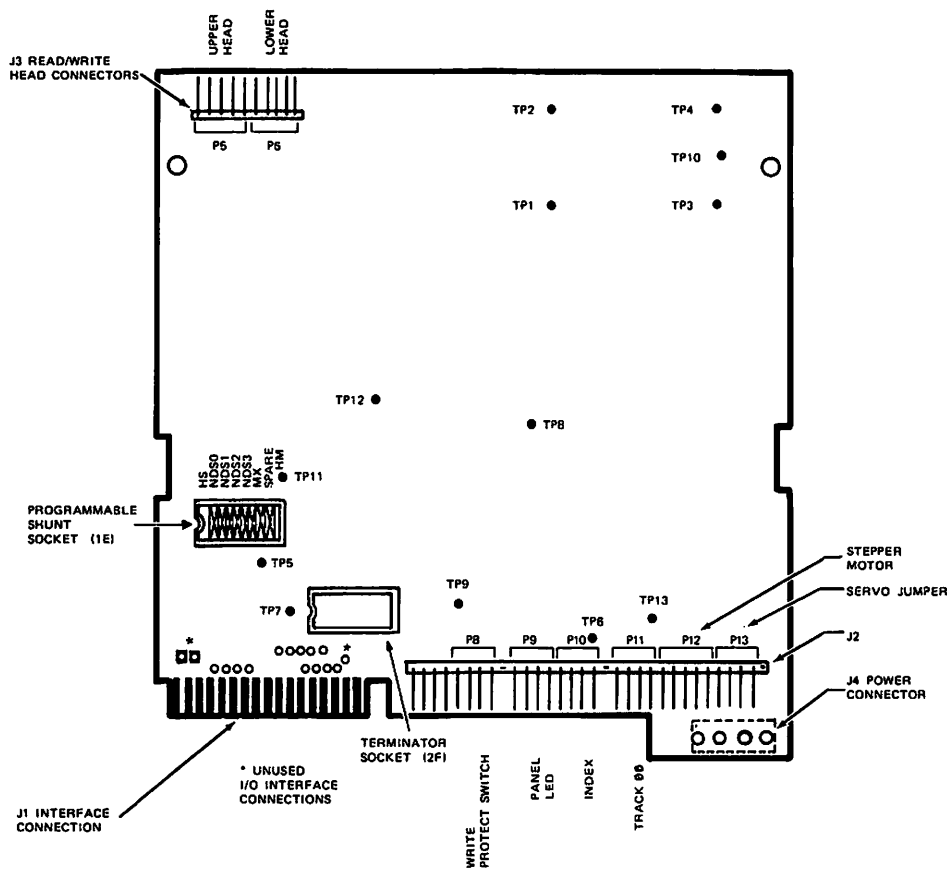 UPPER
HEAD
LOWER
HEAD
J3 READ/WRITE
HEAD CONNECTORS
P5
P6
TP2
TP4
TP10
TP1
TP3
TP12
TP8
HS
NDS0
NDS1
NDS2
NDS3
MX
SPARE
HM
TP11
PROGRAMMABLE
SHUNT
SOCKET (1E)
TP5
TP7
TP9
TP6
TP13
STEPPER
MOTOR
SERVO JUMPER
P8
P9
P10
P11
P12
P13
J2
*
*
J4 POWER
CONNECTOR
TERMINATOR
SOCKET (2F)
* UNUSED
I/O INTERFACE
CONNECTIONS
J1 INTERFACE
CONNECTION
WRITE
PROTECT SWITCH
PANEL
LED
INDEX
TRACK 00